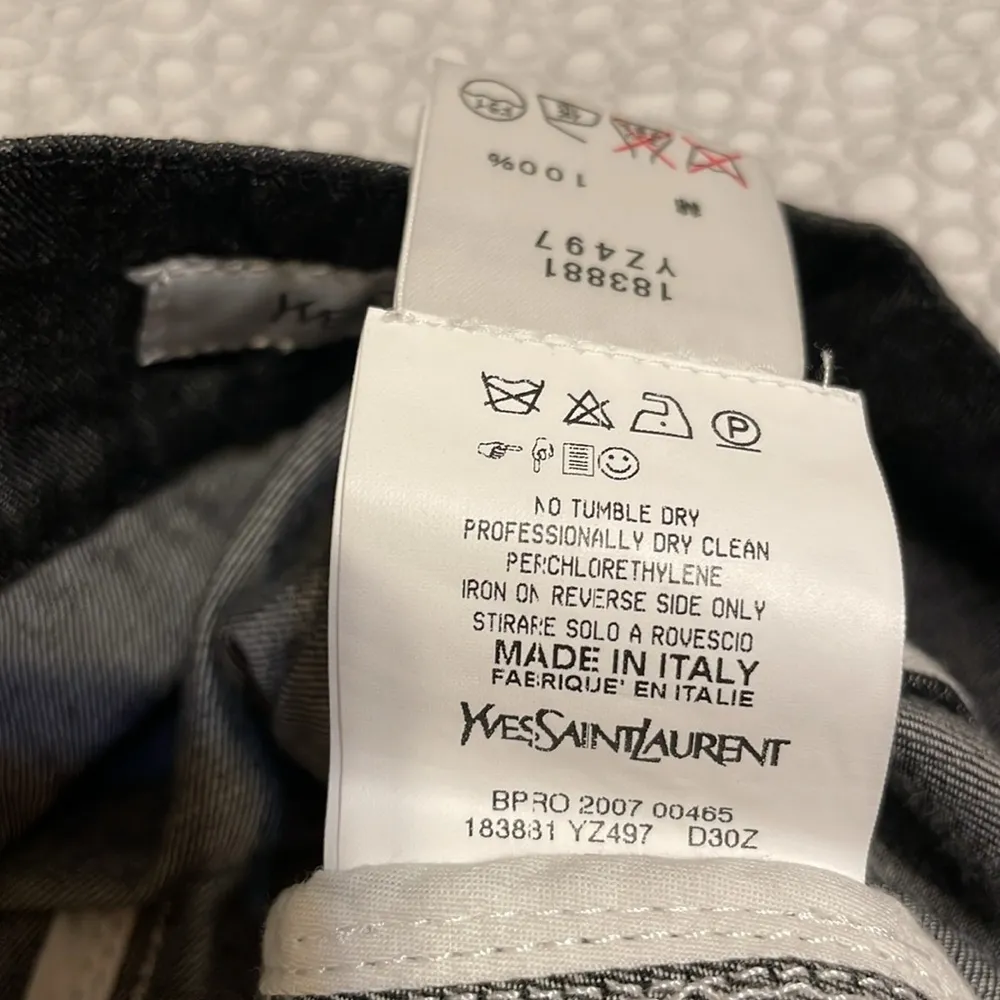 183881
YZ497
綿
100%
P
NO TUMBLE DRY
PROFESSIONALLY DRY CLEAN
PERCHLORETHYLENE
IRON ON REVERSE SIDE ONLY
STIRARE SOLO A ROVESCIO
MADE IN ITALY
FABRIQUE' EN ITALIE
YVESSAINTLAURENT
BPRO 2007 00465
183881 YZ497 D30Z